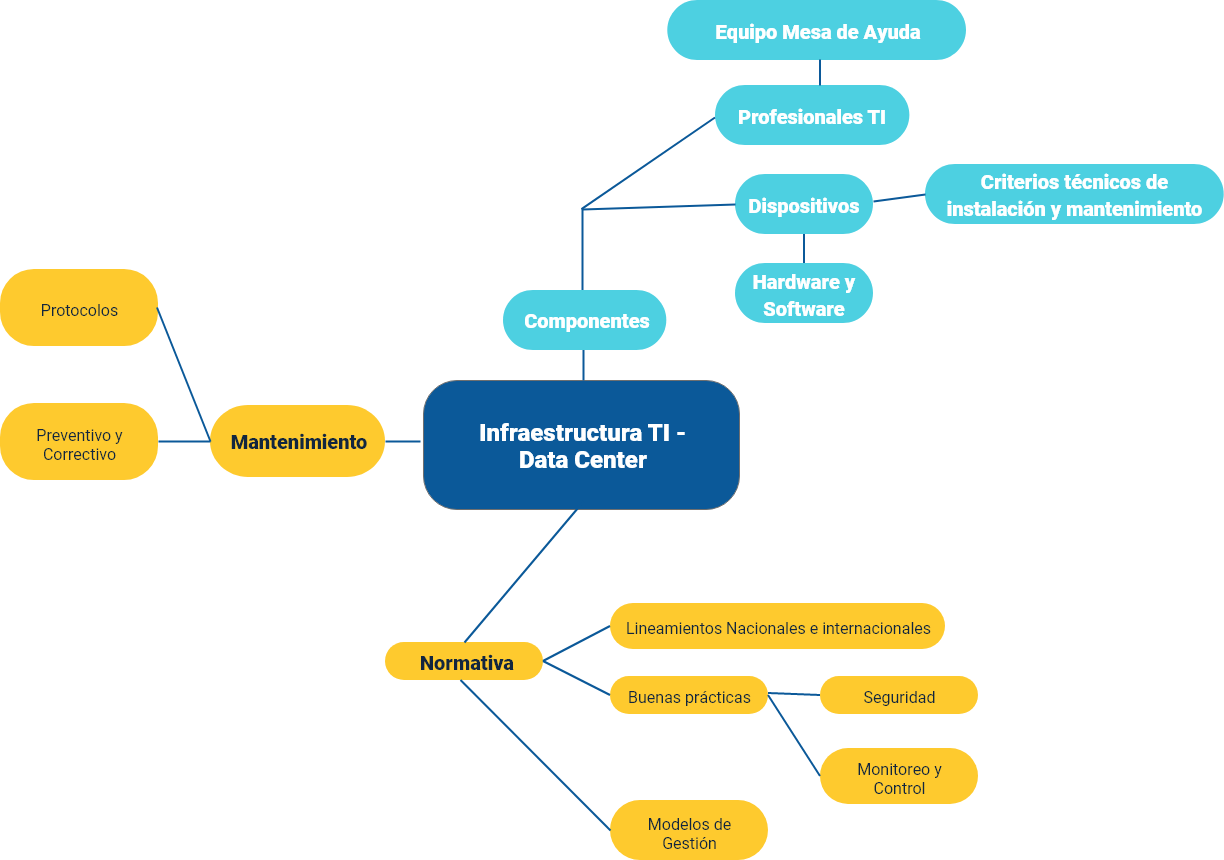 Equipo Mesa de Ayuda
Profesionales TI
Criterios técnicos de
instalación y mantenimiento
Dispositivos
Hardware y
Software
Componentes
Protocolos
Preventivo y
Correctivo
Mantenimiento
Infraestructura TI -
Data Center
Normativa
Lineamientos Nacionales e internacionales
Buenas prácticas
Seguridad
Monitoreo y
Control
Modelos de
Gestión